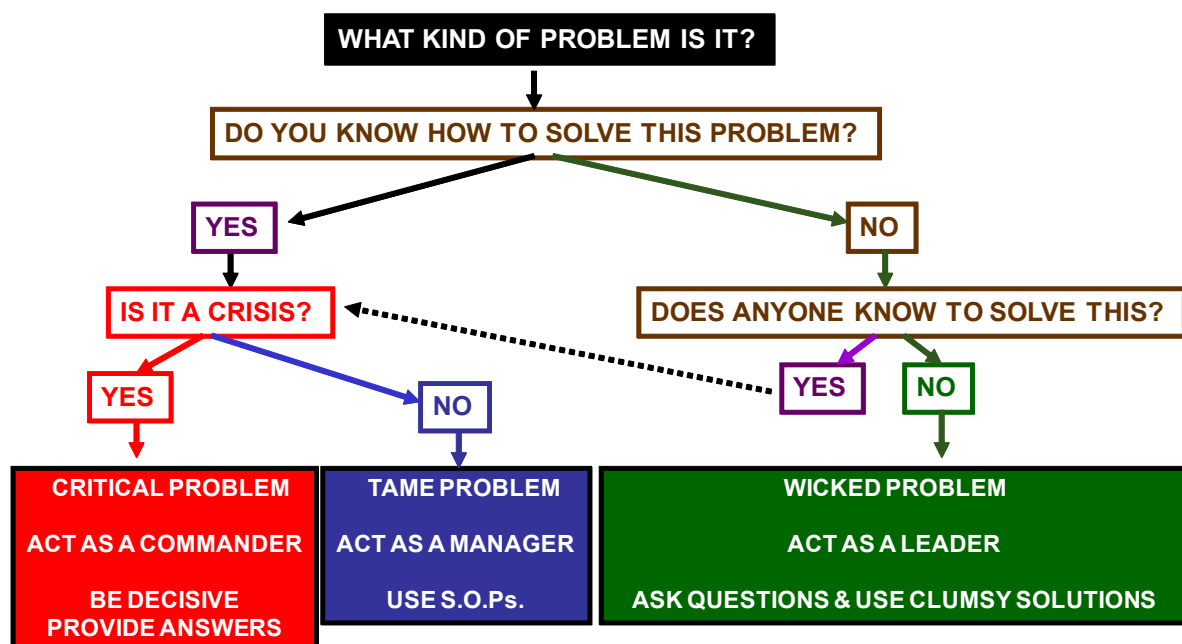 WHAT KIND OF PROBLEM IS IT?
DO YOU KNOW HOW TO SOLVE THIS PROBLEM?
YES
NO
IS IT A CRISIS?
DOES ANYONE KNOW TO SOLVE THIS?
YES
NO
YES
NO
CRITICAL PROBLEM
ACT AS A COMMANDER
BE DECISIVE
PROVIDE ANSWERS
TAME PROBLEM
ACT AS A MANAGER
USE S.O.Ps.
WICKED PROBLEM
ACT AS A LEADER
ASK QUESTIONS & USE CLUMSY SOLUTIONS